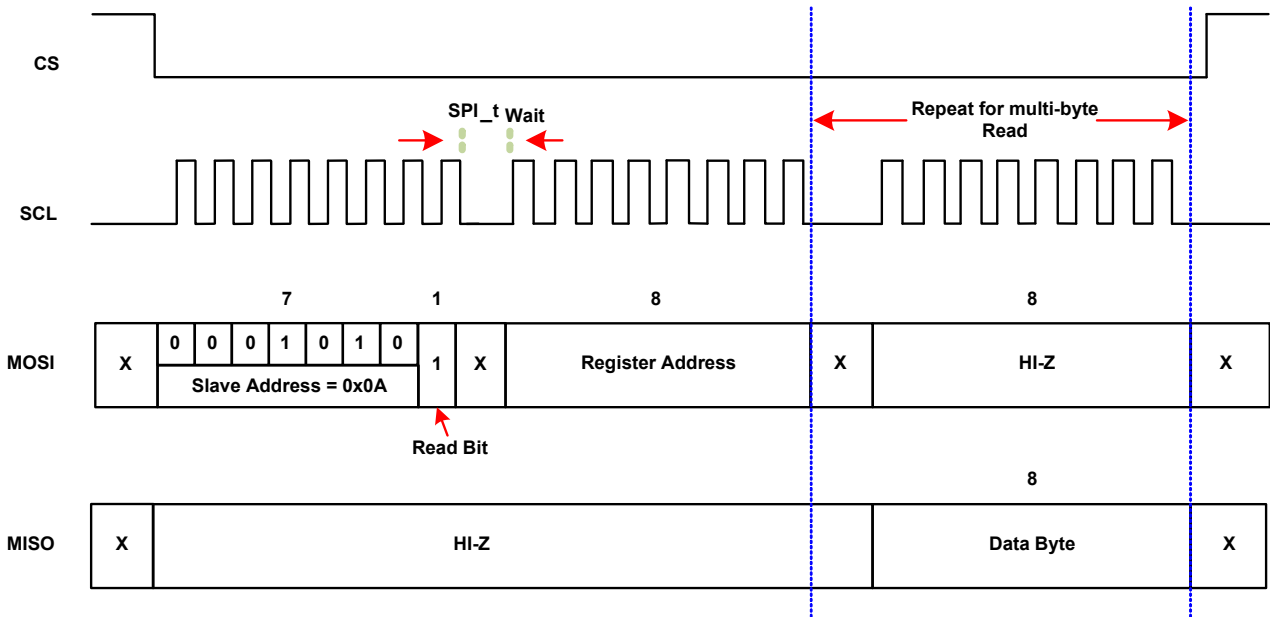 CS
SPI_t Wait
Repeat for multi-byte
Read
SCL
7 1 8 8
MOSI
X 0 0 0 1 0 1 0 1 X Register Address X HI-Z X
Slave Address = 0x0A
Read Bit
8
MISO
X HI-Z Data Byte X